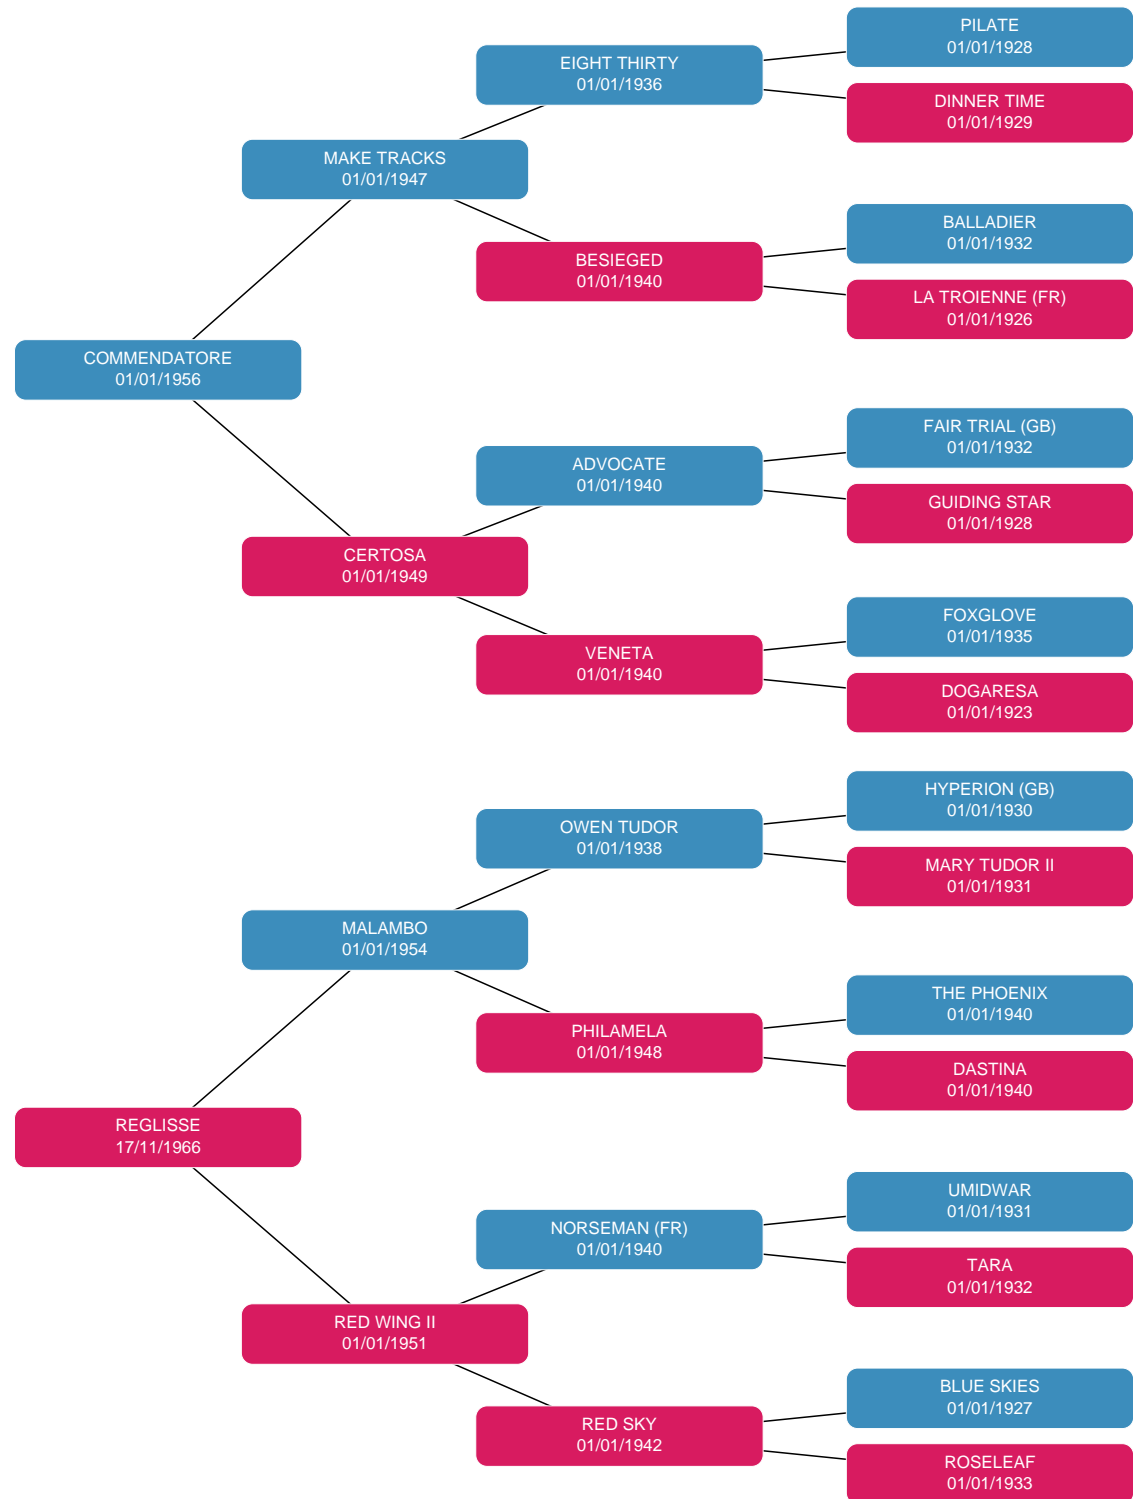 PILATE
01/01/1928
EIGHT THIRTY
01/01/1936
DINNER TIME
01/01/1929
MAKE TRACKS
01/01/1947
BALLADIER
01/01/1932
BESIEGED
01/01/1940
LA TROIENNE (FR)
01/01/1926
COMMENDATORE
01/01/1956
FAIR TRIAL (GB)
01/01/1932
ADVOCATE
01/01/1940
GUIDING STAR
01/01/1928
CERTOSA
01/01/1949
FOXGLOVE
01/01/1935
VENETA
01/01/1940
DOGARESA
01/01/1923
HYPERION (GB)
01/01/1930
OWEN TUDOR
01/01/1938
MARY TUDOR II
01/01/1931
MALAMBO
01/01/1954
THE PHOENIX
01/01/1940
PHILAMELA
01/01/1948
DASTINA
01/01/1940
REGLISSE
17/11/1966
UMIDWAR
01/01/1931
NORSEMAN (FR)
01/01/1940
TARA
01/01/1932
RED WING II
01/01/1951
BLUE SKIES
01/01/1927
RED SKY
01/01/1942
ROSELEAF
01/01/1933